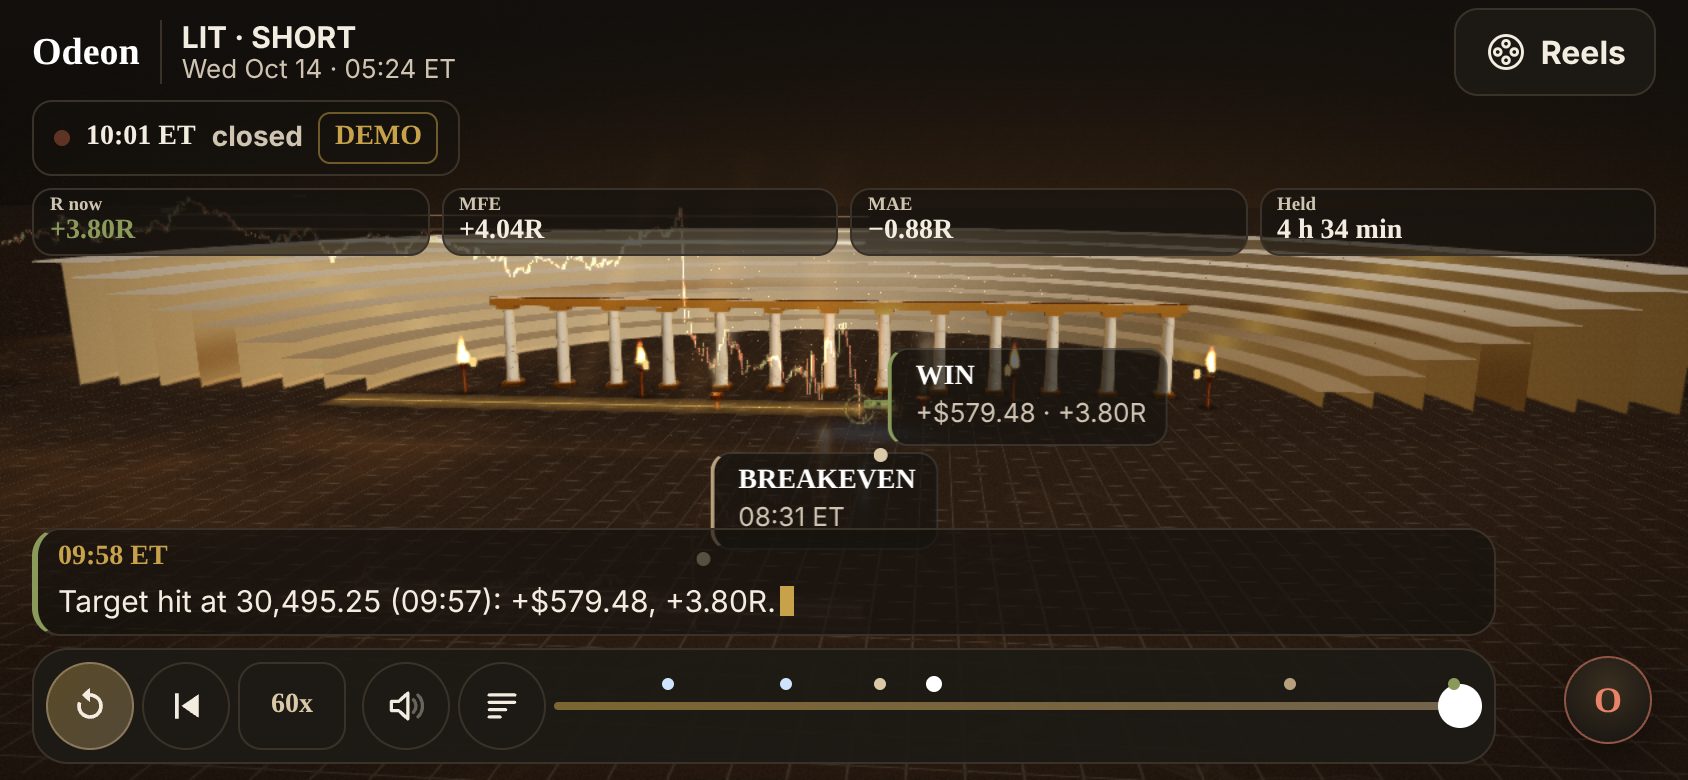 Odeon
LIT · SHORT
Wed Oct 14 · 05:24 ET
Reels
10:01 ET closed DEMO
R now
+3.80R
MFE
+4.04R
MAE
−0.88R
Held
4 h 34 min
WIN
+$579.48 · +3.80R
BREAKEVEN
08:31 ET
09:58 ET
Target hit at 30,495.25 (09:57): +$579.48, +3.80R.
60x
O